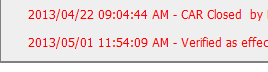 2013/04/22 09:04:44 AM - CAR Closed by
2013/05/01 11:54:09 AM - Verified as effec